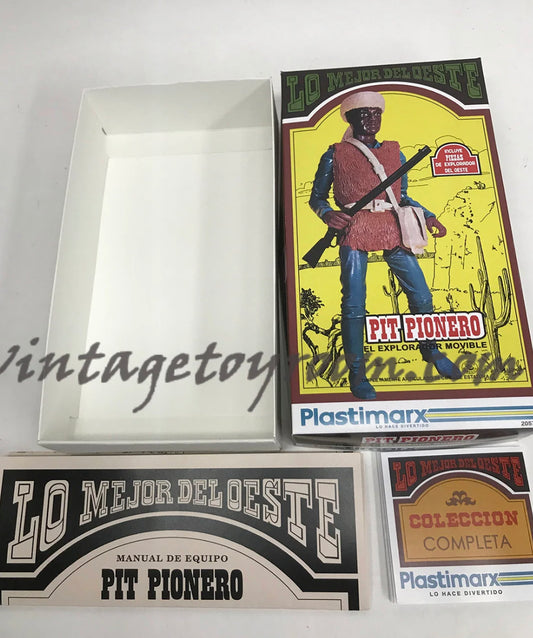 LO MEJOR DEL OESTE
INCLUYE
PIEZAS
DE EXPLORADOR
DEL OESTE
PIT PIONERO
EL EXPLORADOR MOVIBLE
Plastimarx
LO HACE DIVERTIDO
PIT PIONERO
vintagetoyroom.com
LO MEJOR DEL OESTE
MANUAL DE EQUIPO
PIT PIONERO
LO MEJOR DEL OESTE
COLECCION
COMPLETA
Plastimarx
LO HACE DIVERTIDO